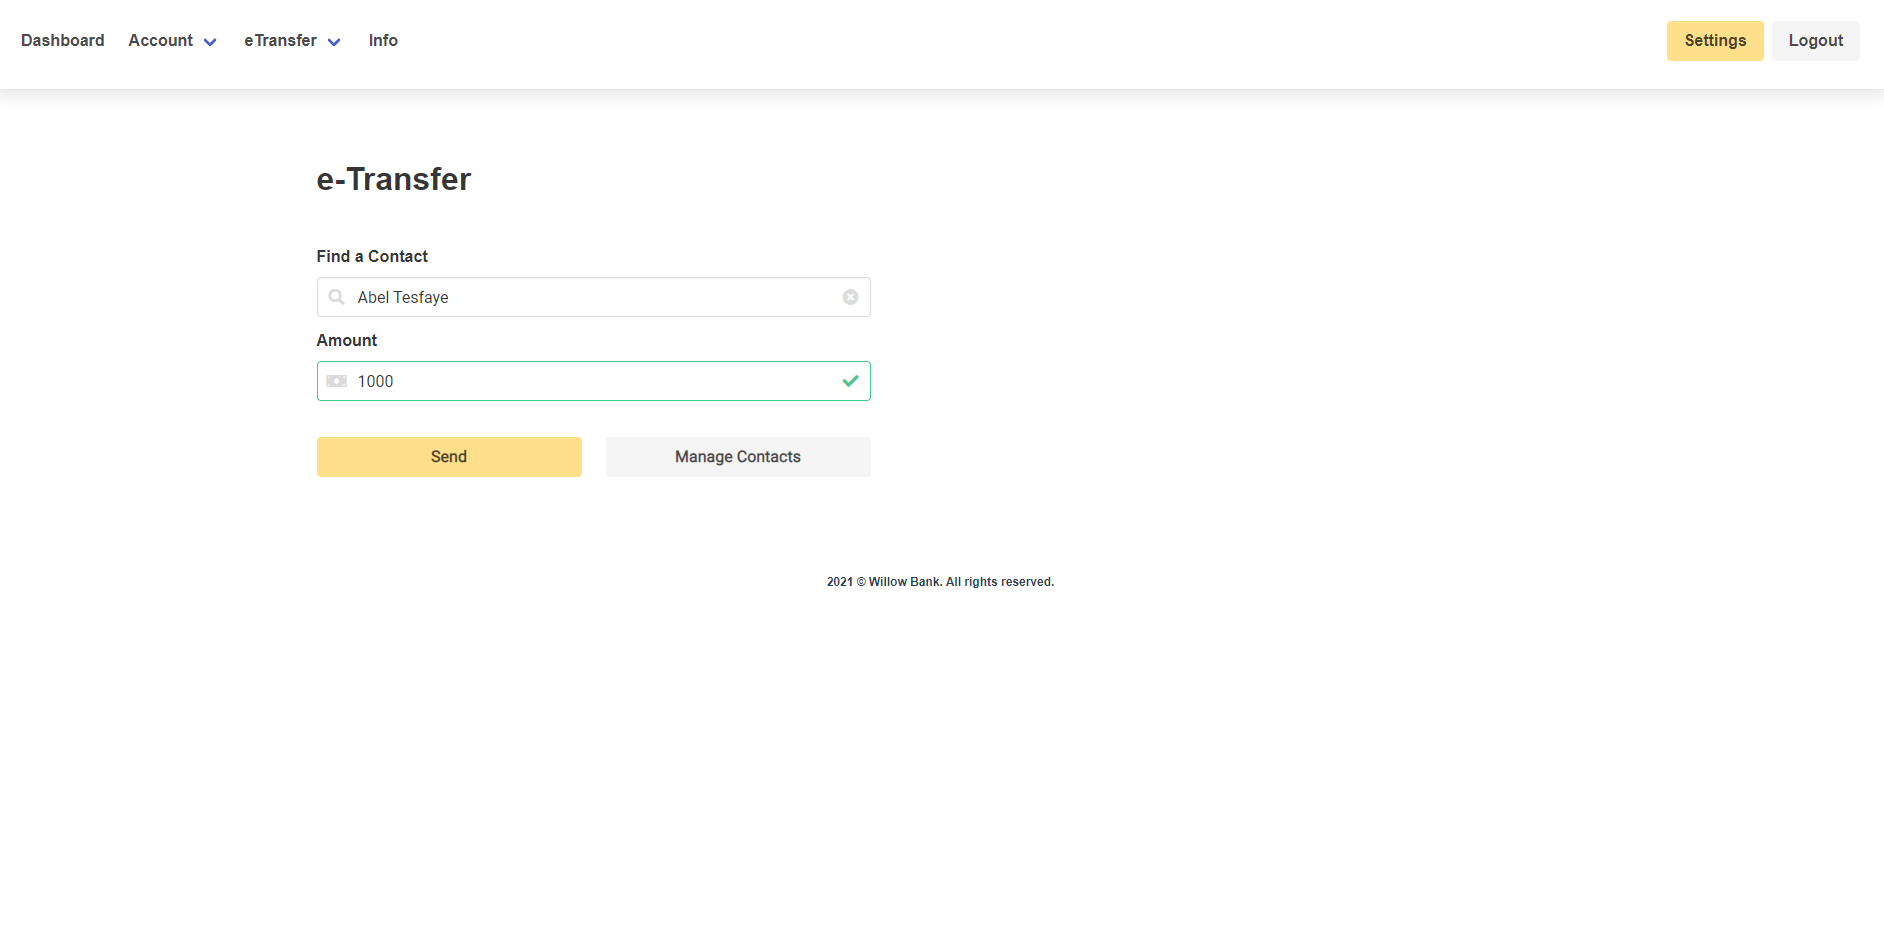 Dashboard Account eTransfer Info Settings Logout
e-Transfer
Find a Contact
Abel Tesfaye
Amount
1000
Send Manage Contacts
2021 © Willow Bank. All rights reserved.